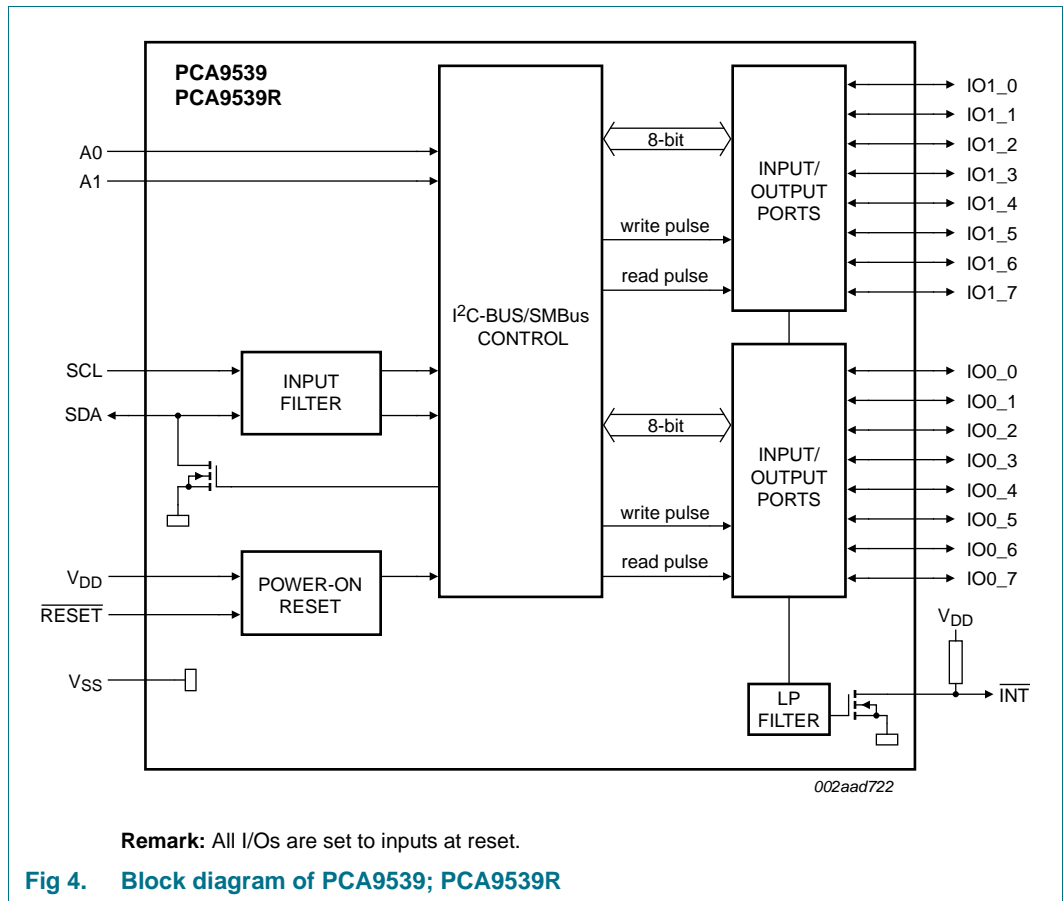 PCA9539
PCA9539R
A0
A1
SCL
SDA
VDD
RESET
VSS
INPUT
FILTER
POWER-ON
RESET
I2C-BUS/SMBus
CONTROL
8-bit
write pulse
read pulse
8-bit
write pulse
read pulse
INPUT/
OUTPUT
PORTS
INPUT/
OUTPUT
PORTS
LP
FILTER
IO1_0
IO1_1
IO1_2
IO1_3
IO1_4
IO1_5
IO1_6
IO1_7
IO0_0
IO0_1
IO0_2
IO0_3
IO0_4
IO0_5
IO0_6
IO0_7
VDD
INT
002aad722
Remark: All I/Os are set to inputs at reset.
Fig 4. Block diagram of PCA9539; PCA9539R